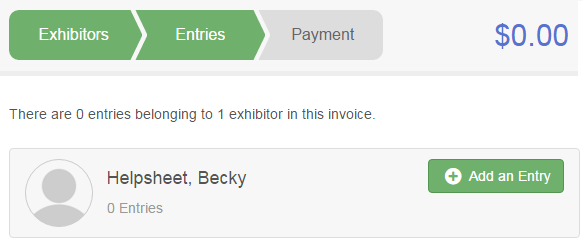 Exhibitors Entries Payment $0.00
There are 0 entries belonging to 1 exhibitor in this invoice.
Helpsheet, Becky Add an Entry
0 Entries